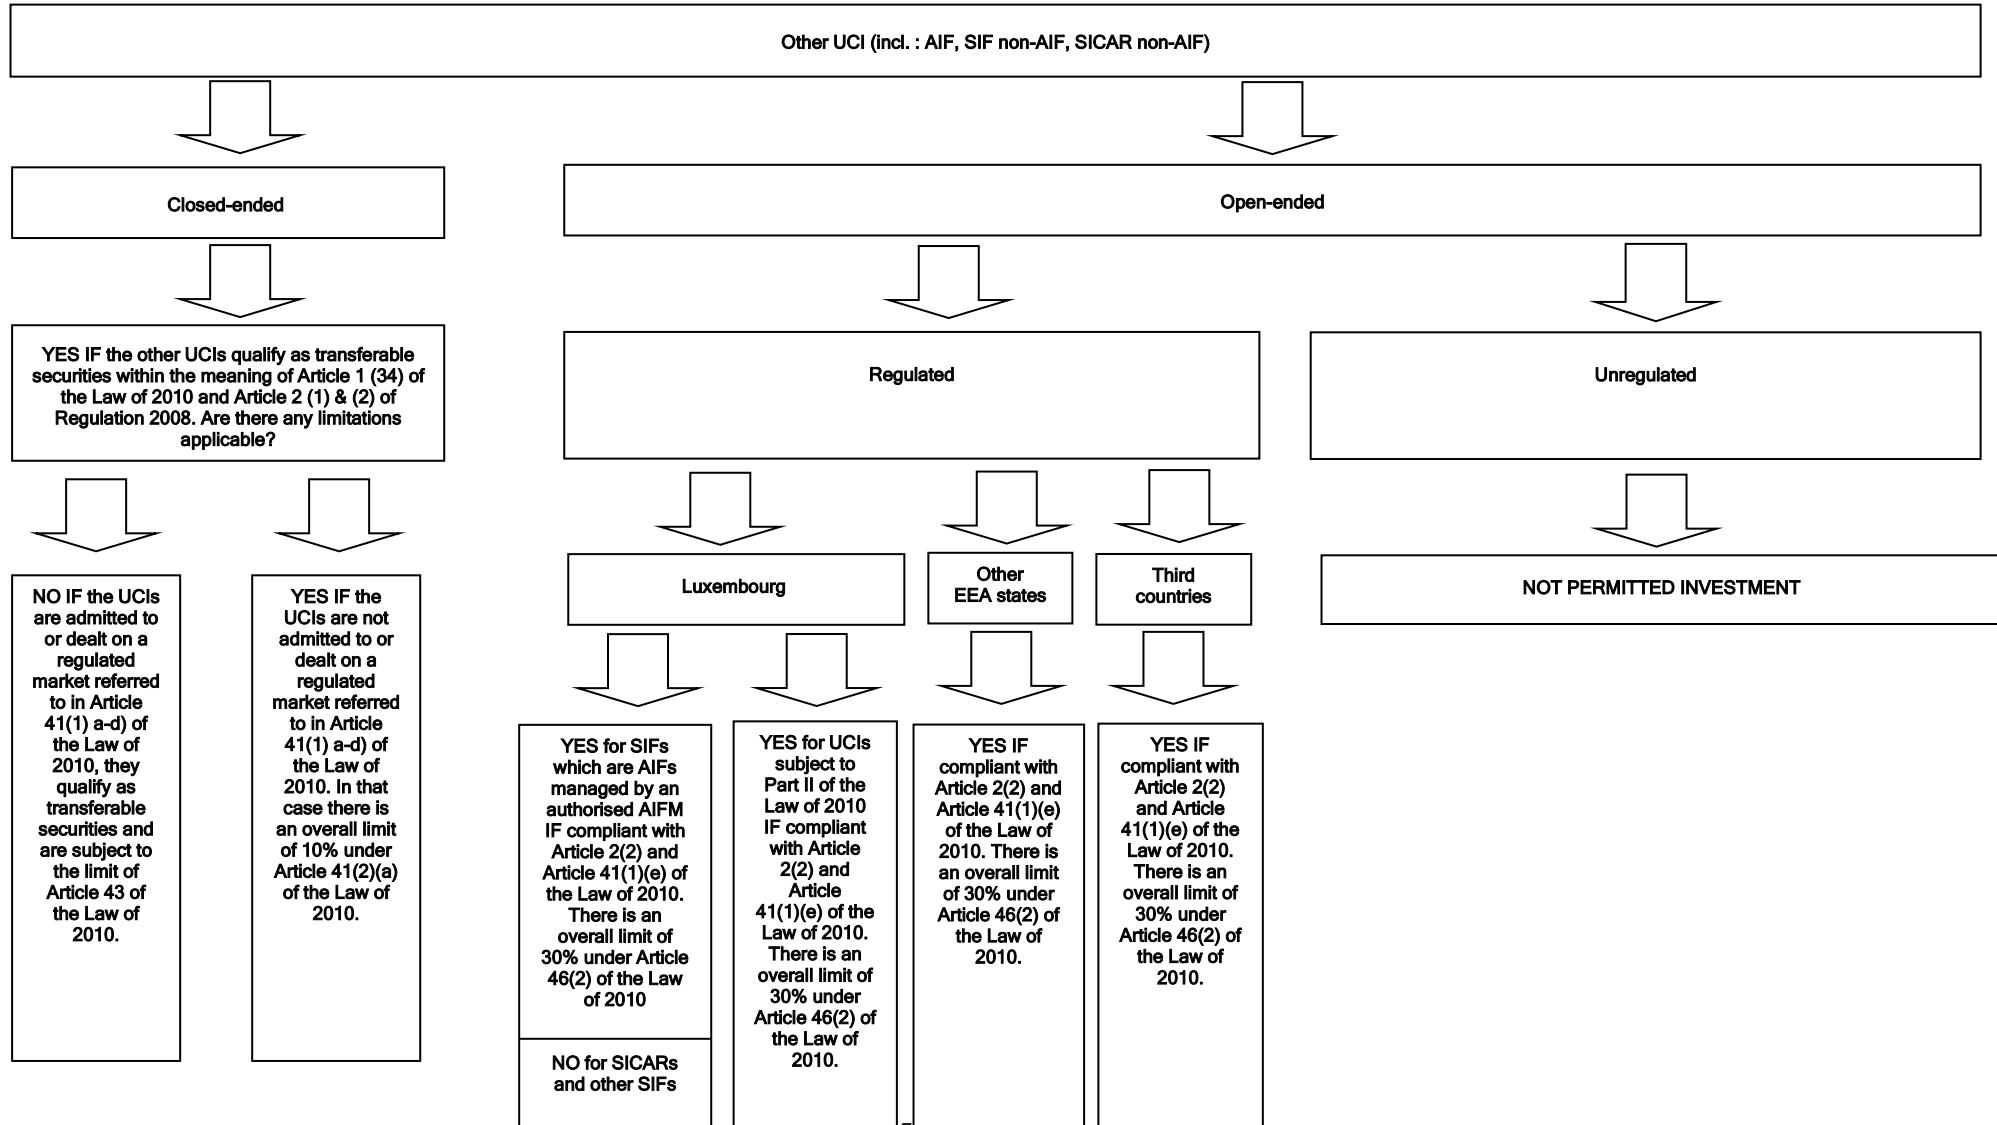 Other UCI (incl. : AIF, SIF non-AIF, SICAR non-AIF)
Closed-ended
Open-ended
YES IF the other UCIs qualify as transferable
securities within the meaning of Article 1 (34) of
the Law of 2010 and Article 2 (1) & (2) of
Regulation 2008. Are there any limitations
applicable?
Regulated
Unregulated
NO IF the UCIs
are admitted to
or dealt on a
regulated
market referred
to in Article
41(1) a-d) of
the Law of
2010, they
qualify as
transferable
securities and
are subject to
the limit of
Article 43 of
the Law of
2010.
YES IF the
UCIs are not
admitted to or
dealt on a
regulated
market referred
to in Article
41(1) a-d) of
the Law of
2010. In that
case there is
an overall limit
of 10% under
Article 41(2)(a)
of the Law of
2010.
Luxembourg
Other
EEA states
Third
countries
NOT PERMITTED INVESTMENT
YES for SIFs
which are AIFs
managed by an
authorised AIFM
IF compliant with
Article 2(2) and
Article 41(1)(e) of
the Law of 2010.
There is an
overall limit of
30% under Article
46(2) of the Law
of 2010
NO for SICARs
and other SIFs
YES for UCIs
subject to
Part II of the
Law of 2010
IF compliant
with Article
2(2) and
Article
41(1)(e) of the
Law of 2010.
There is an
overall limit of
30% under
Article 46(2) of
the Law of
2010.
YES IF
compliant with
Article 2(2) and
Article 41(1)(e)
of the Law of
2010. There is
an overall limit
of 30% under
Article 46(2) of
the Law of
2010.
YES IF
compliant with
Article 2(2)
and Article
41(1)(e) of the
Law of 2010.
There is an
overall limit of
30% under
Article 46(2) of
the Law of
2010.